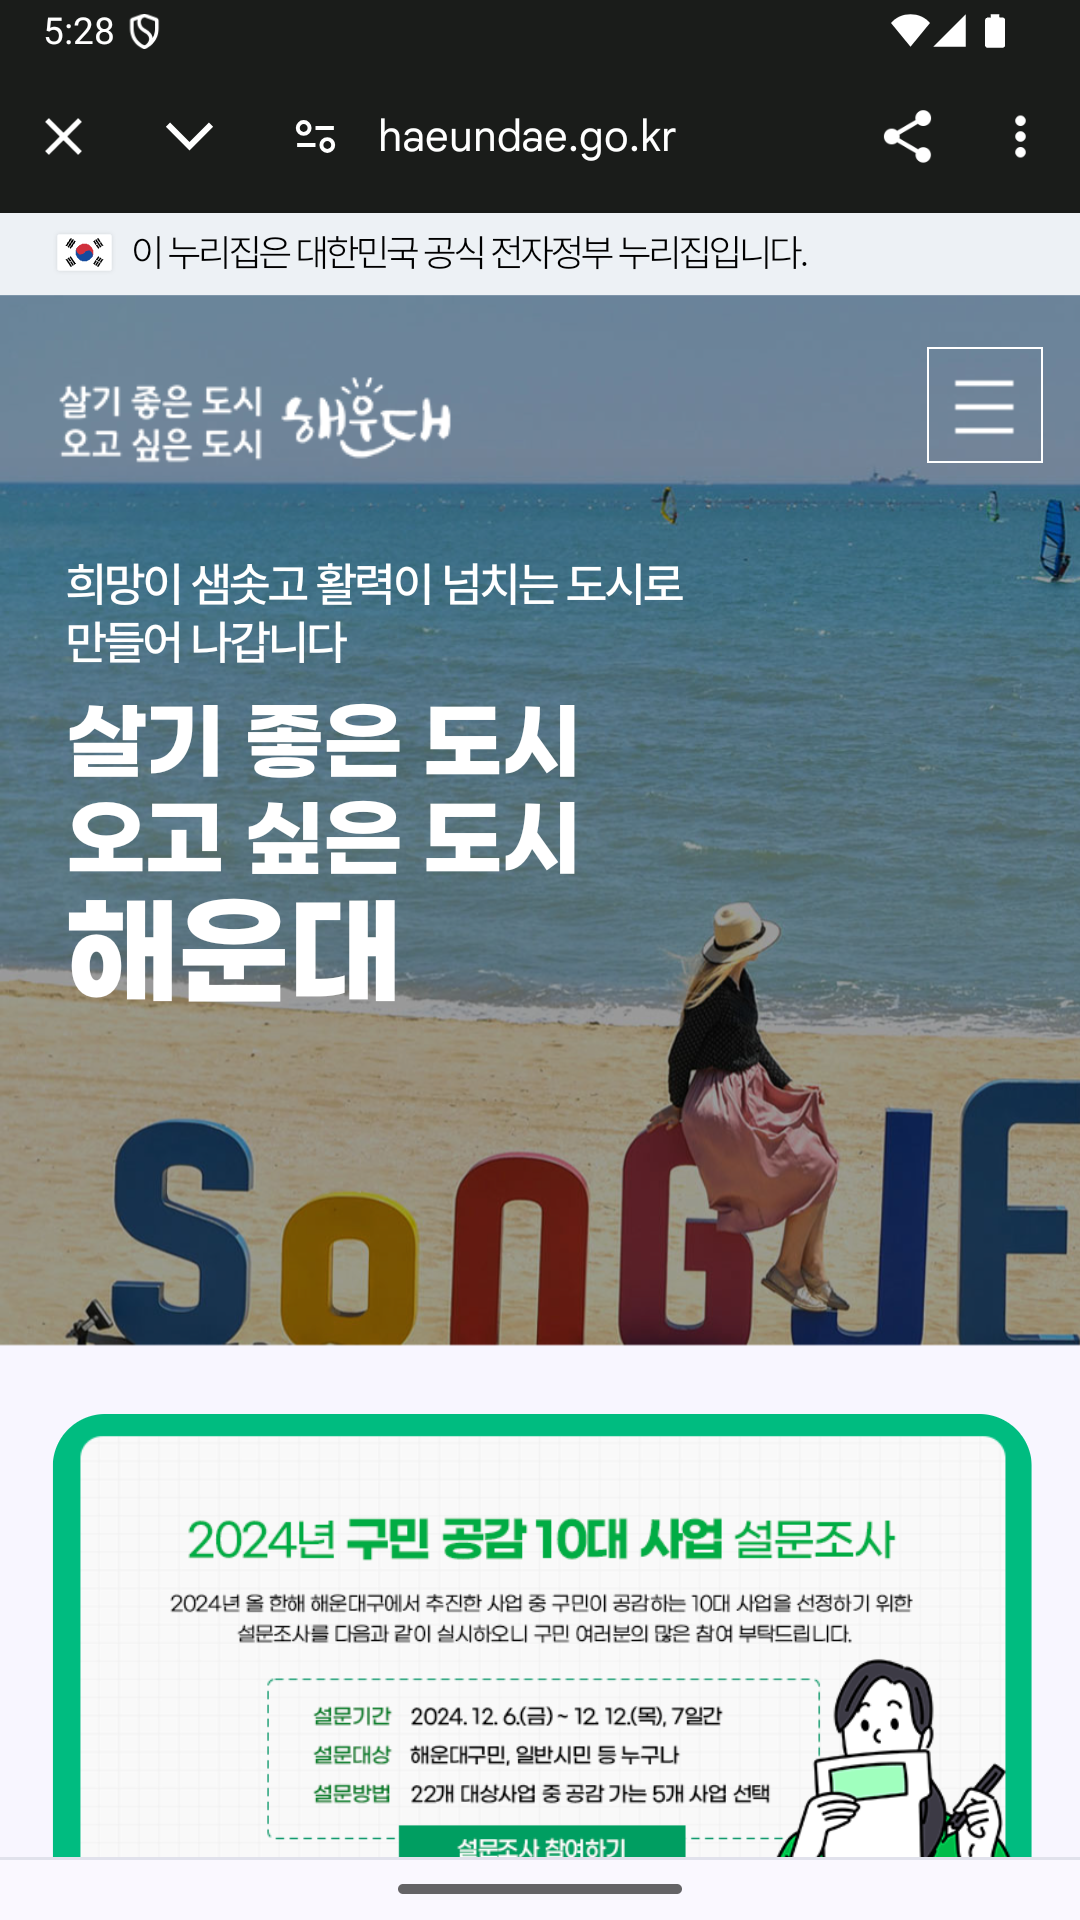 5:28
haeundae.go.kr
이 누리집은 대한민국 공식 전자정부 누리집입니다.
살기 좋은 도시
오고 싶은 도시
해운대
희망이 샘솟고 활력이 넘치는 도시로
만들어 나갑니다
살기 좋은 도시
오고 싶은 도시
해운대
SONGJE
2024년 구민 공감 10대 사업 설문조사
2024년 올 한해 해운대구에서 추진한 사업 중 구민이 공감하는 10대 사업을 선정하기 위한
설문조사를 다음과 같이 실시하오니 구민 여러분의 많은 참여 부탁드립니다.
설문기간 2024. 12. 6.(금) ~ 12. 12.(목), 7일간
설문대상 해운대구민, 일반시민 등 누구나
설문방법 22개 대상사업 중 공감 가는 5개 사업 선택
설문조사 참여하기